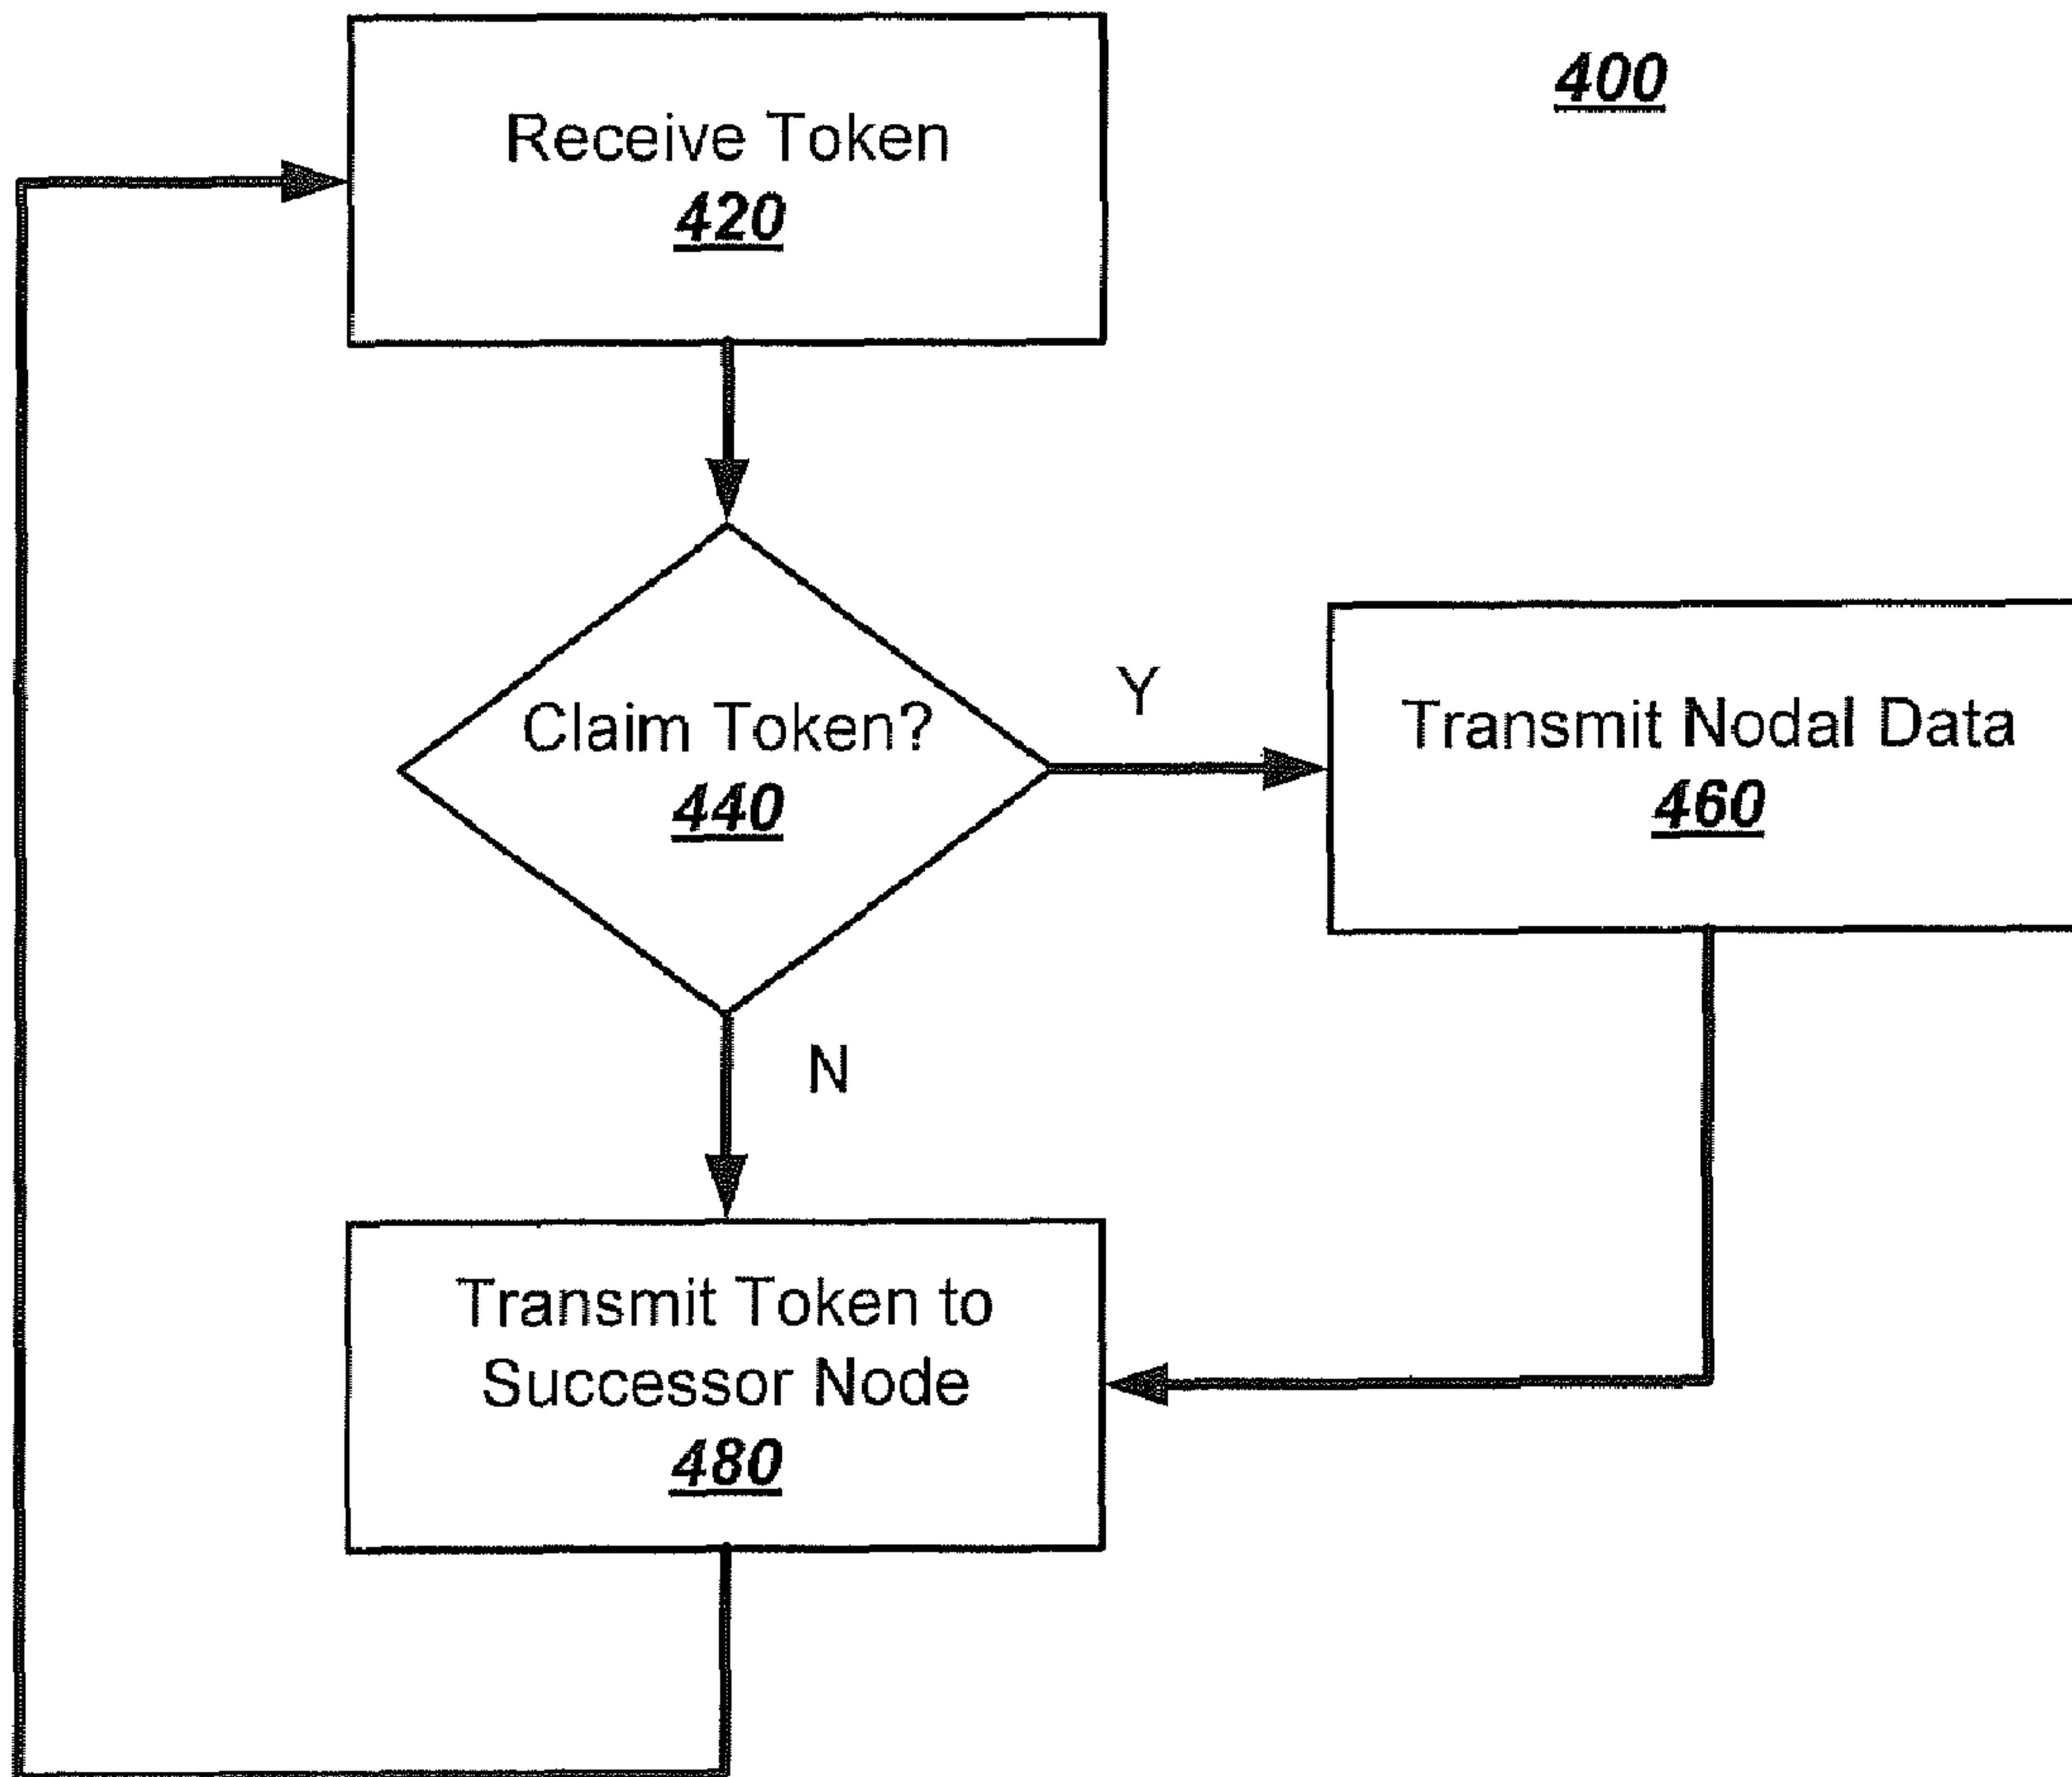 400
Receive Token
420
Claim Token?
440
Y
Transmit Nodal Data
460
N
Transmit Token to
Successor Node
480